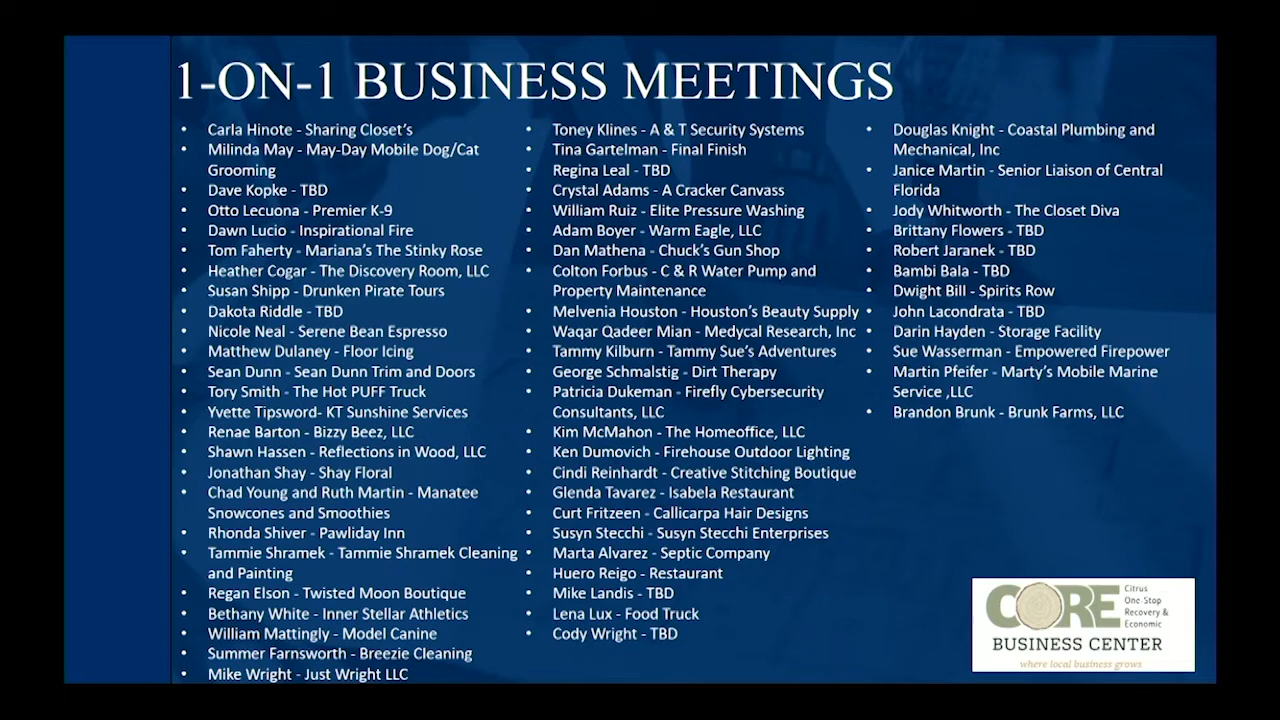 1-ON-1 BUSINESS MEETINGS
• Carla Hinote - Sharing Closet's
• Milinda May - May-Day Mobile Dog/Cat
Grooming
• Dave Kopke - TBD
• Otto Lecuona - Premier K-9
• Dawn Lucio - Inspirational Fire
• Tom Faherty - Mariana's The Stinky Rose
• Heather Cogar - The Discovery Room, LLC
• Susan Shipp - Drunken Pirate Tours
• Dakota Riddle - TBD
• Nicole Neal - Serene Bean Espresso
• Matthew Dulaney - Floor Icing
• Sean Dunn - Sean Dunn Trim and Doors
• Tory Smith - The Hot PUFF Truck
• Yvette Tipsword- KT Sunshine Services
• Renae Barton - Bizzy Beez, LLC
• Shawn Hassen - Reflections in Wood, LLC
• Jonathan Shay - Shay Floral
• Chad Young and Ruth Martin - Manatee
Snowcones and Smoothies
• Rhonda Shiver - Pawliday Inn
• Tammie Shramek - Tammie Shramek Cleaning
and Painting
• Regan Elson - Twisted Moon Boutique
• Bethany White - Inner Stellar Athletics
• William Mattingly - Model Canine
• Summer Farnsworth - Breezie Cleaning
• Mike Wright - Just Wright LLC
• Toney Klines - A & T Security Systems
• Tina Gartelman - Final Finish
• Regina Leal - TBD
• Crystal Adams - A Cracker Canvass
• William Ruiz - Elite Pressure Washing
• Adam Boyer - Warm Eagle, LLC
• Dan Mathena - Chuck's Gun Shop
• Colton Forbus - C & R Water Pump and
Property Maintenance
• Melvenia Houston - Houston's Beauty Supply
• Waqar Qadeer Mian - Medycal Research, Inc
• Tammy Kilburn - Tammy Sue's Adventures
• George Schmalstig - Dirt Therapy
• Patricia Dukeman - Firefly Cybersecurity
Consultants, LLC
• Kim McMahon - The Homeoffice, LLC
• Ken Dumovich - Firehouse Outdoor Lighting
• Cindi Reinhardt - Creative Stitching Boutique
• Glenda Tavarez - Isabela Restaurant
• Curt Fritzeen - Callicarpa Hair Designs
• Susyn Stecchi - Susyn Stecchi Enterprises
• Marta Alvarez - Septic Company
• Huero Reigo - Restaurant
• Mike Landis - TBD
• Lena Lux - Food Truck
• Cody Wright - TBD
• Douglas Knight - Coastal Plumbing and
Mechanical, Inc
• Janice Martin - Senior Liaison of Central
Florida
• Jody Whitworth - The Closet Diva
• Brittany Flowers - TBD
• Robert Jaranek - TBD
• Bambi Bala - TBD
• Dwight Bill - Spirits Row
• John Lacondrata - TBD
• Darin Hayden - Storage Facility
• Sue Wasserman - Empowered Firepower
• Martin Pfeifer - Marty's Mobile Marine
Service ,LLC
• Brandon Brunk - Brunk Farms, LLC
CORE
Citrus
One-Stop
Recovery &
Economic
BUSINESS CENTER
where local business grows